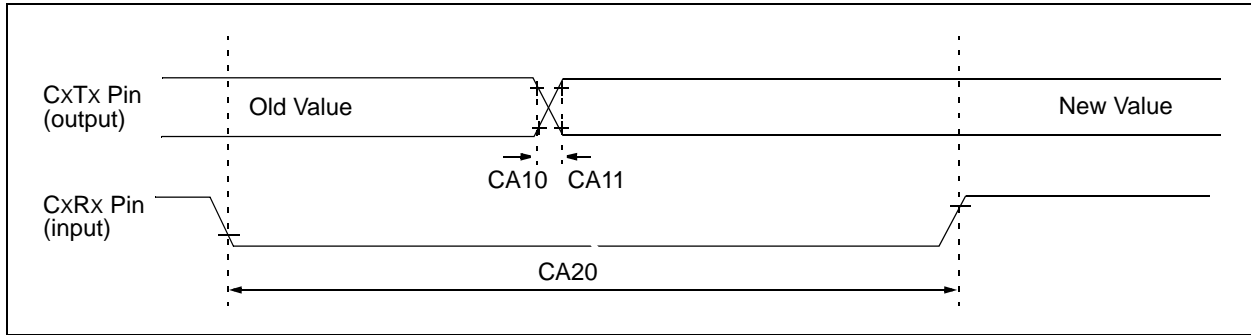 CxTx Pin
(output)
Old Value
New Value
CA10 CA11
CxRx Pin
(input)
CA20